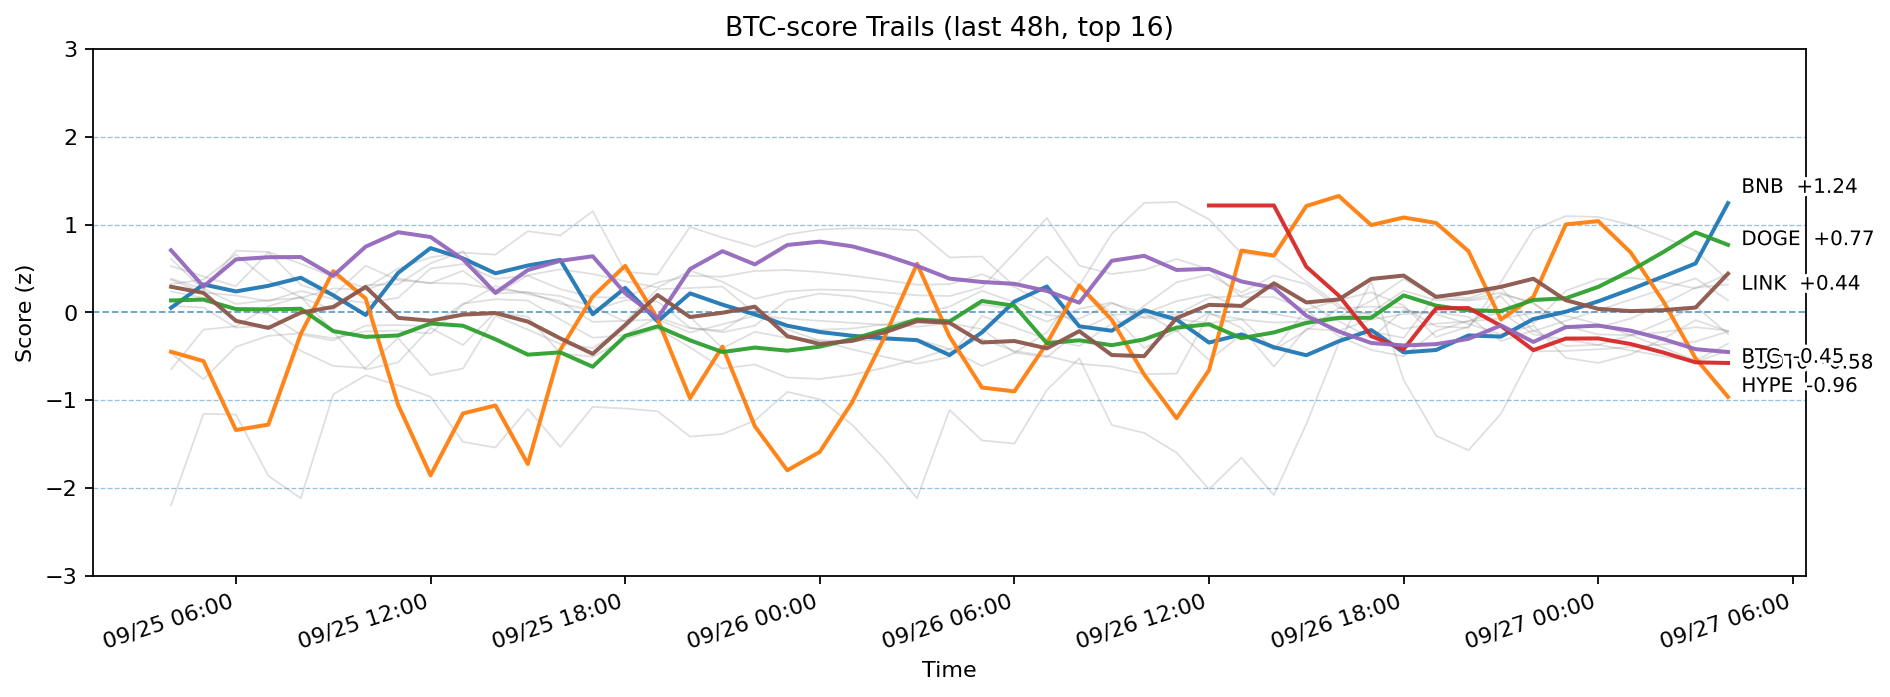 BTC-score Trails (last 48h, top 16)
Score (z)
3
2
1
0
−1
−2
−3
BNB +1.24
DOGE +0.77
LINK +0.44
BTC -0.45
HYPE -0.96
09/25 06:00
09/25 12:00
09/25 18:00
09/26 00:00
09/26 06:00
09/26 12:00
09/26 18:00
09/27 00:00
09/27 06:00
Time